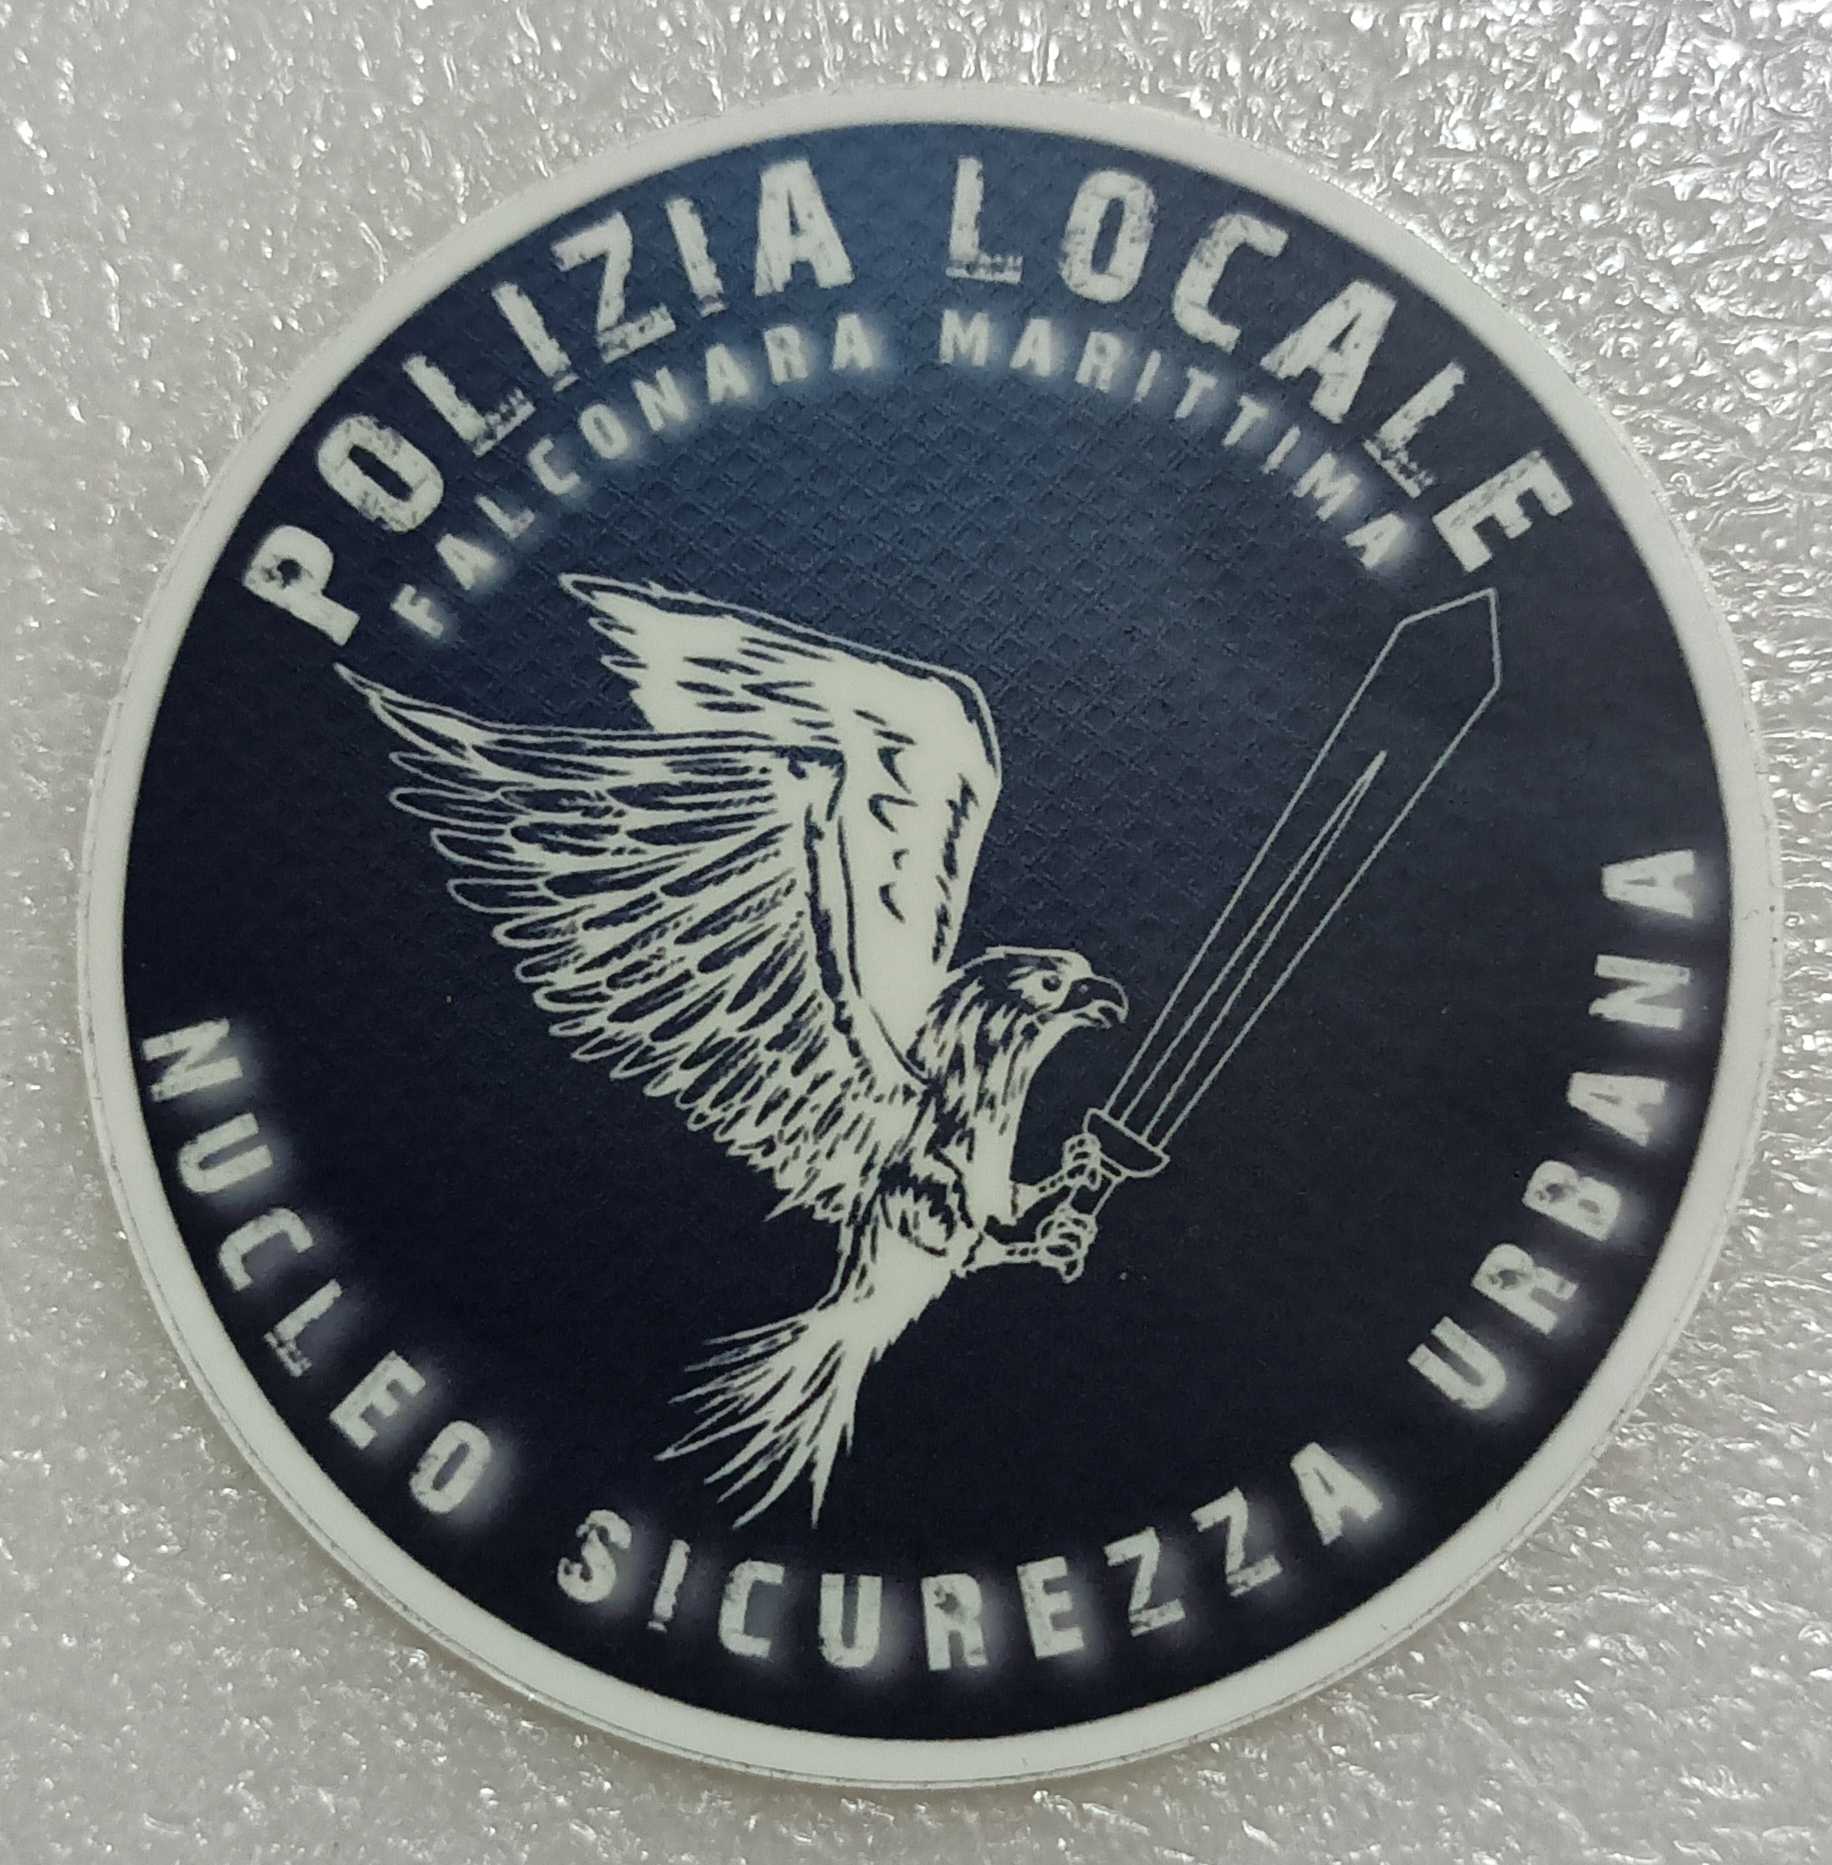 POLIZIA LOCALE
FALCONARA MARITTIMA
NUCLEO SICUREZZA URBANA